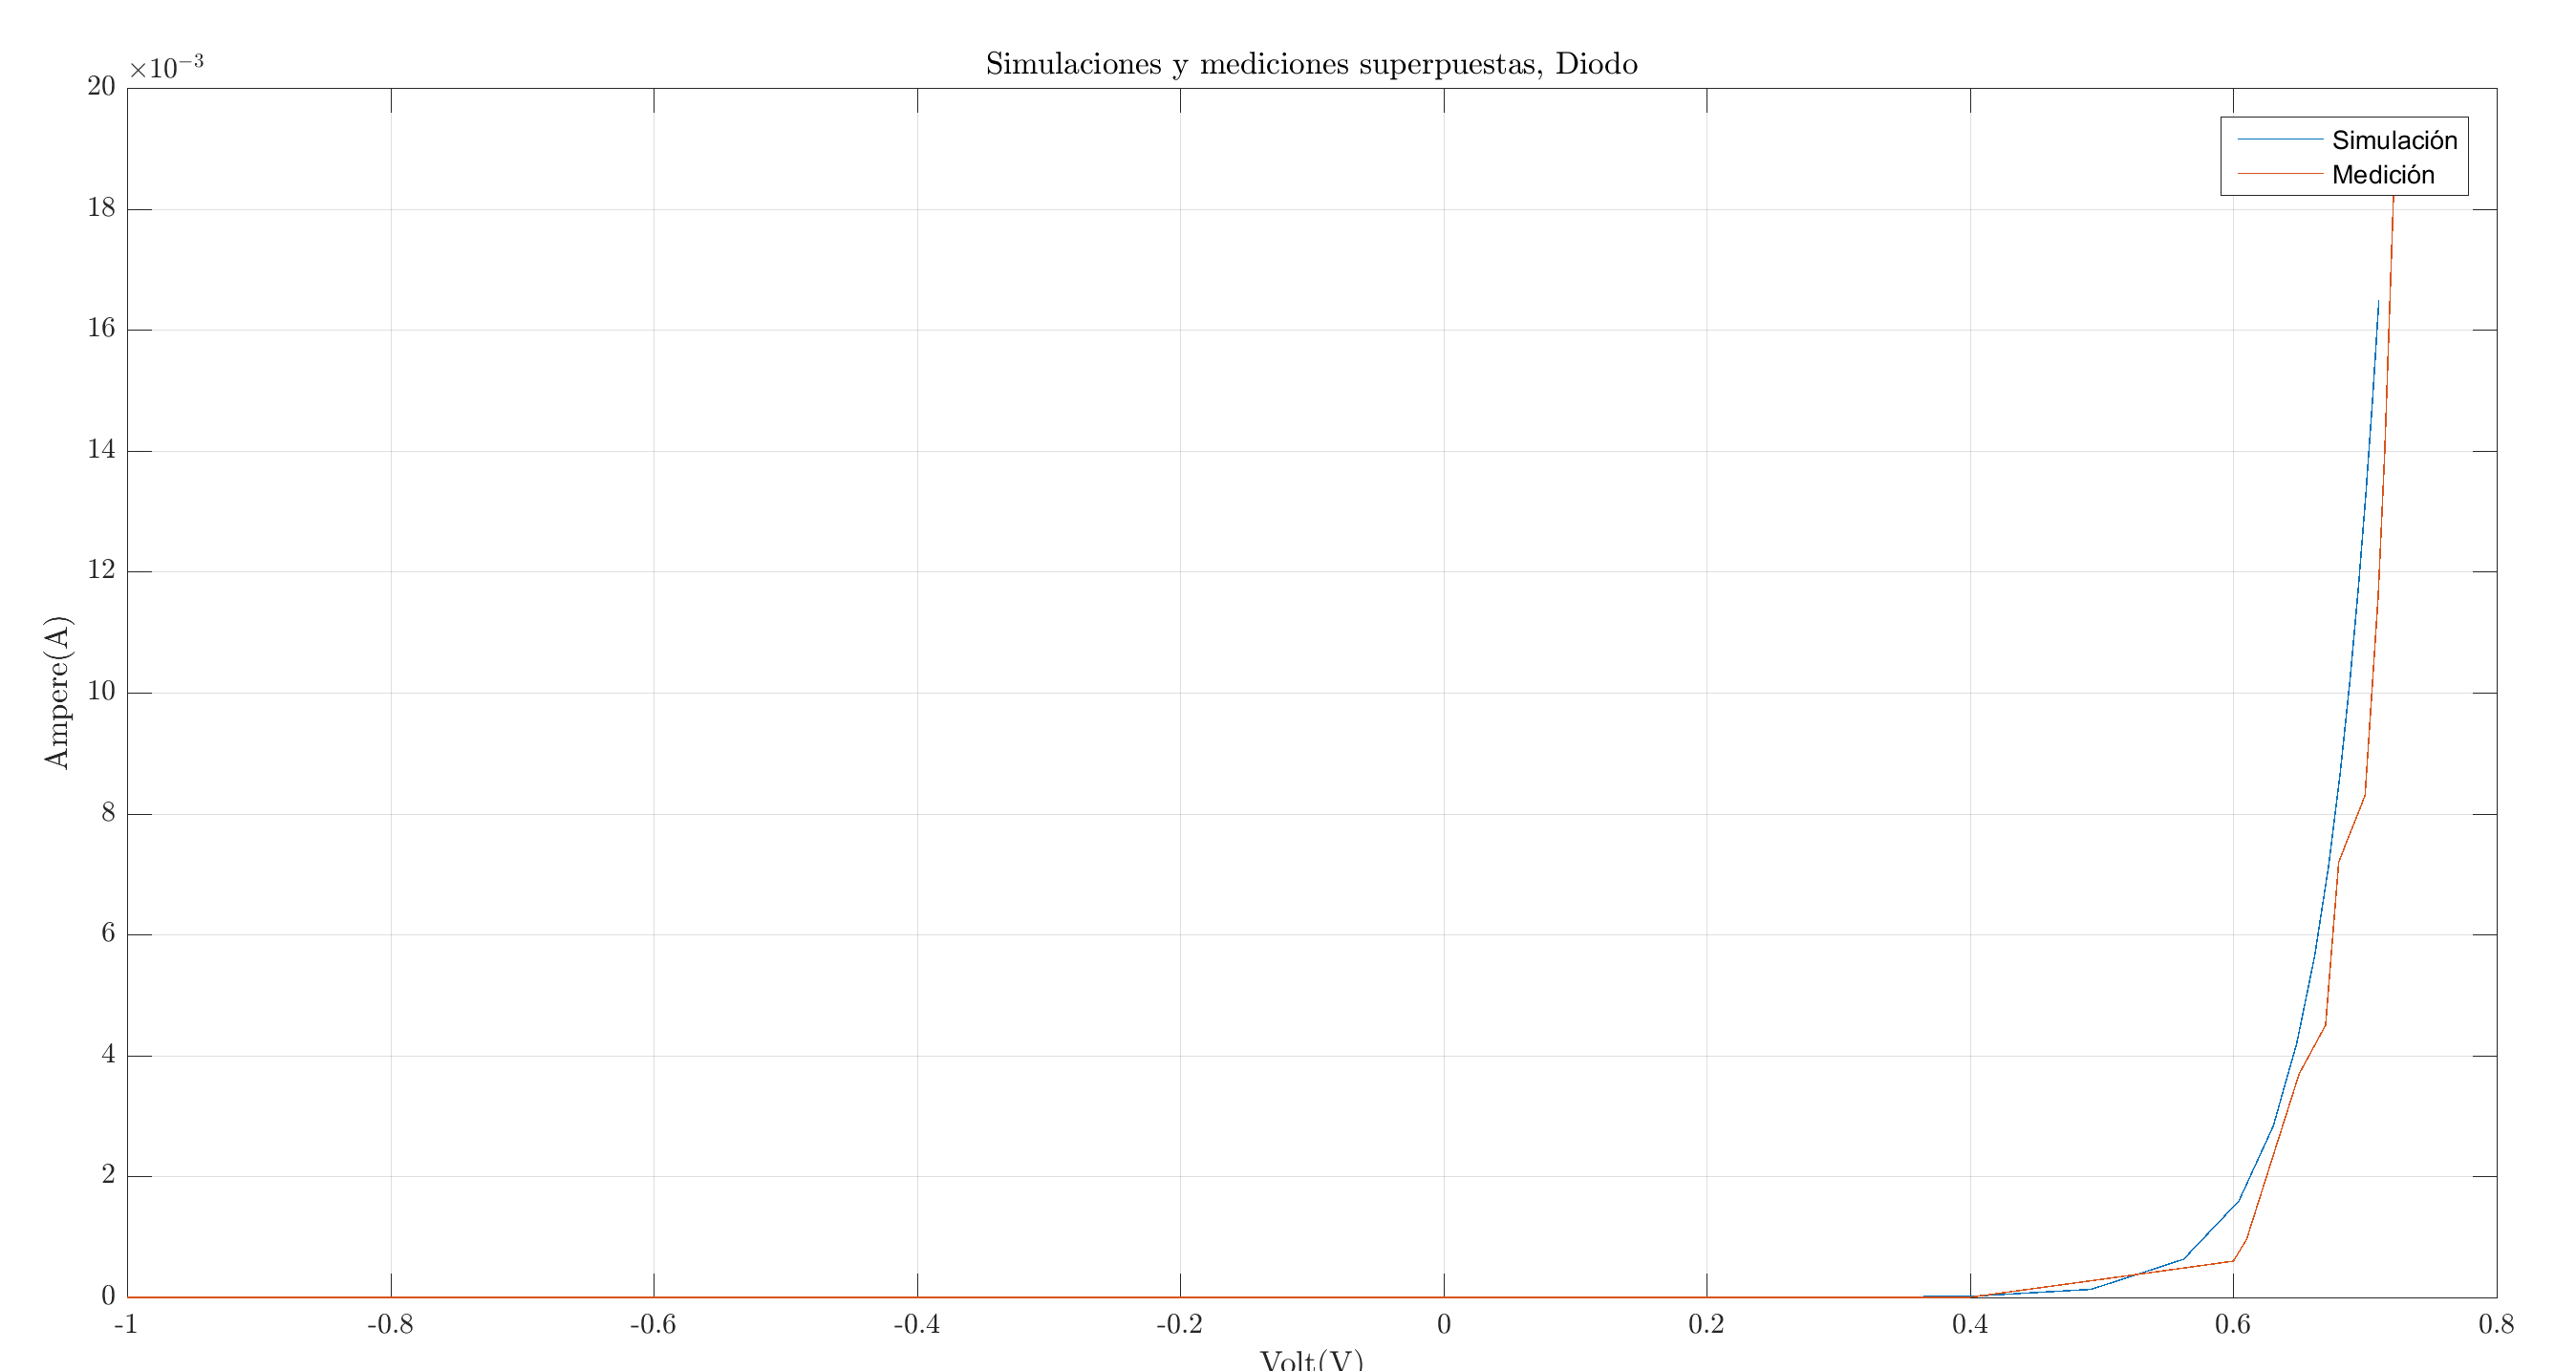 Simulaciones y mediciones superpuestas, Diodo
×10⁻³
20
18
16
14
12
10
8
6
4
2
0
Ampere(A)
Simulación
Medición
-1 -0.8 -0.6 -0.4 -0.2 0 0.2 0.4 0.6 0.8
Volt(V)